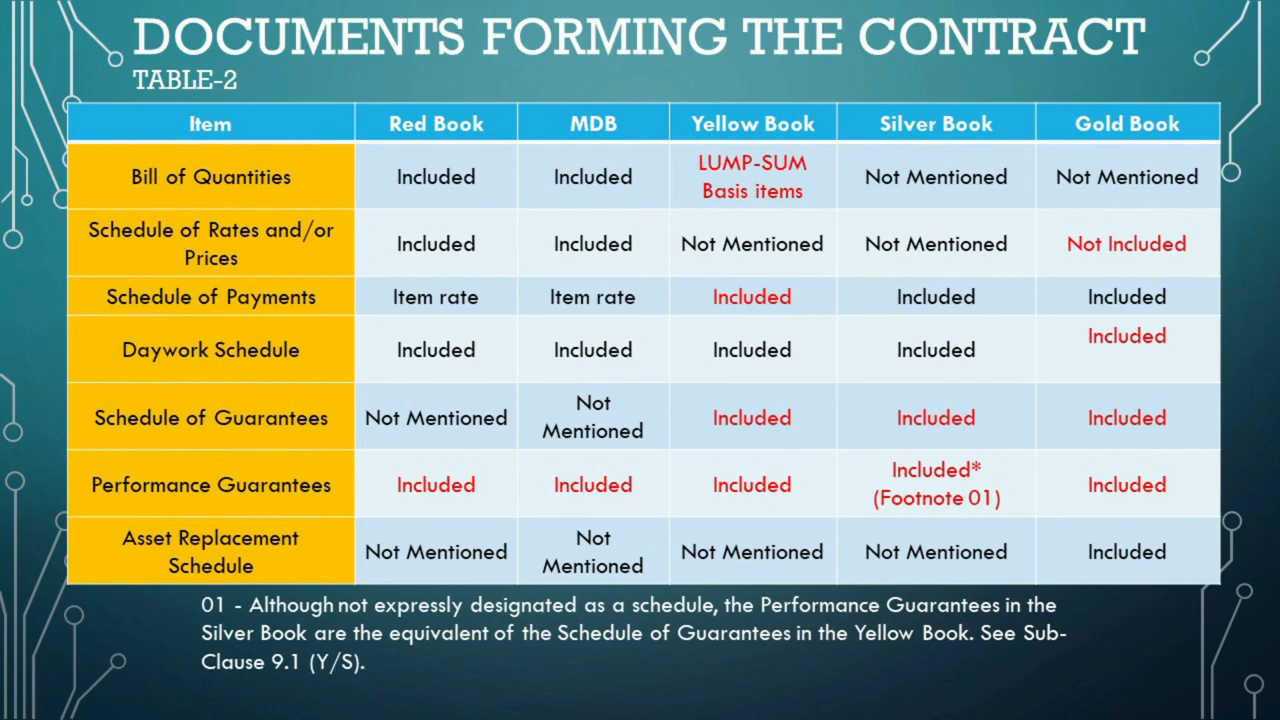 DOCUMENTS FORMING THE CONTRACT
TABLE-2
Item Red Book MDB Yellow Book Silver Book Gold Book
Bill of Quantities Included Included LUMP-SUM Basis items Not Mentioned Not Mentioned
Schedule of Rates and/or Prices Included Included Not Mentioned Not Mentioned Not Included
Schedule of Payments Item rate Item rate Included Included Included
Daywork Schedule Included Included Included Included Included
Schedule of Guarantees Not Mentioned Not Mentioned Included Included Included
Performance Guarantees Included Included Included Included* (Footnote 01) Included
Asset Replacement Schedule Not Mentioned Not Mentioned Not Mentioned Not Mentioned Included
01 - Although not expressly designated as a schedule, the Performance Guarantees in the
Silver Book are the equivalent of the Schedule of Guarantees in the Yellow Book. See Sub-
Clause 9.1 (Y/S).